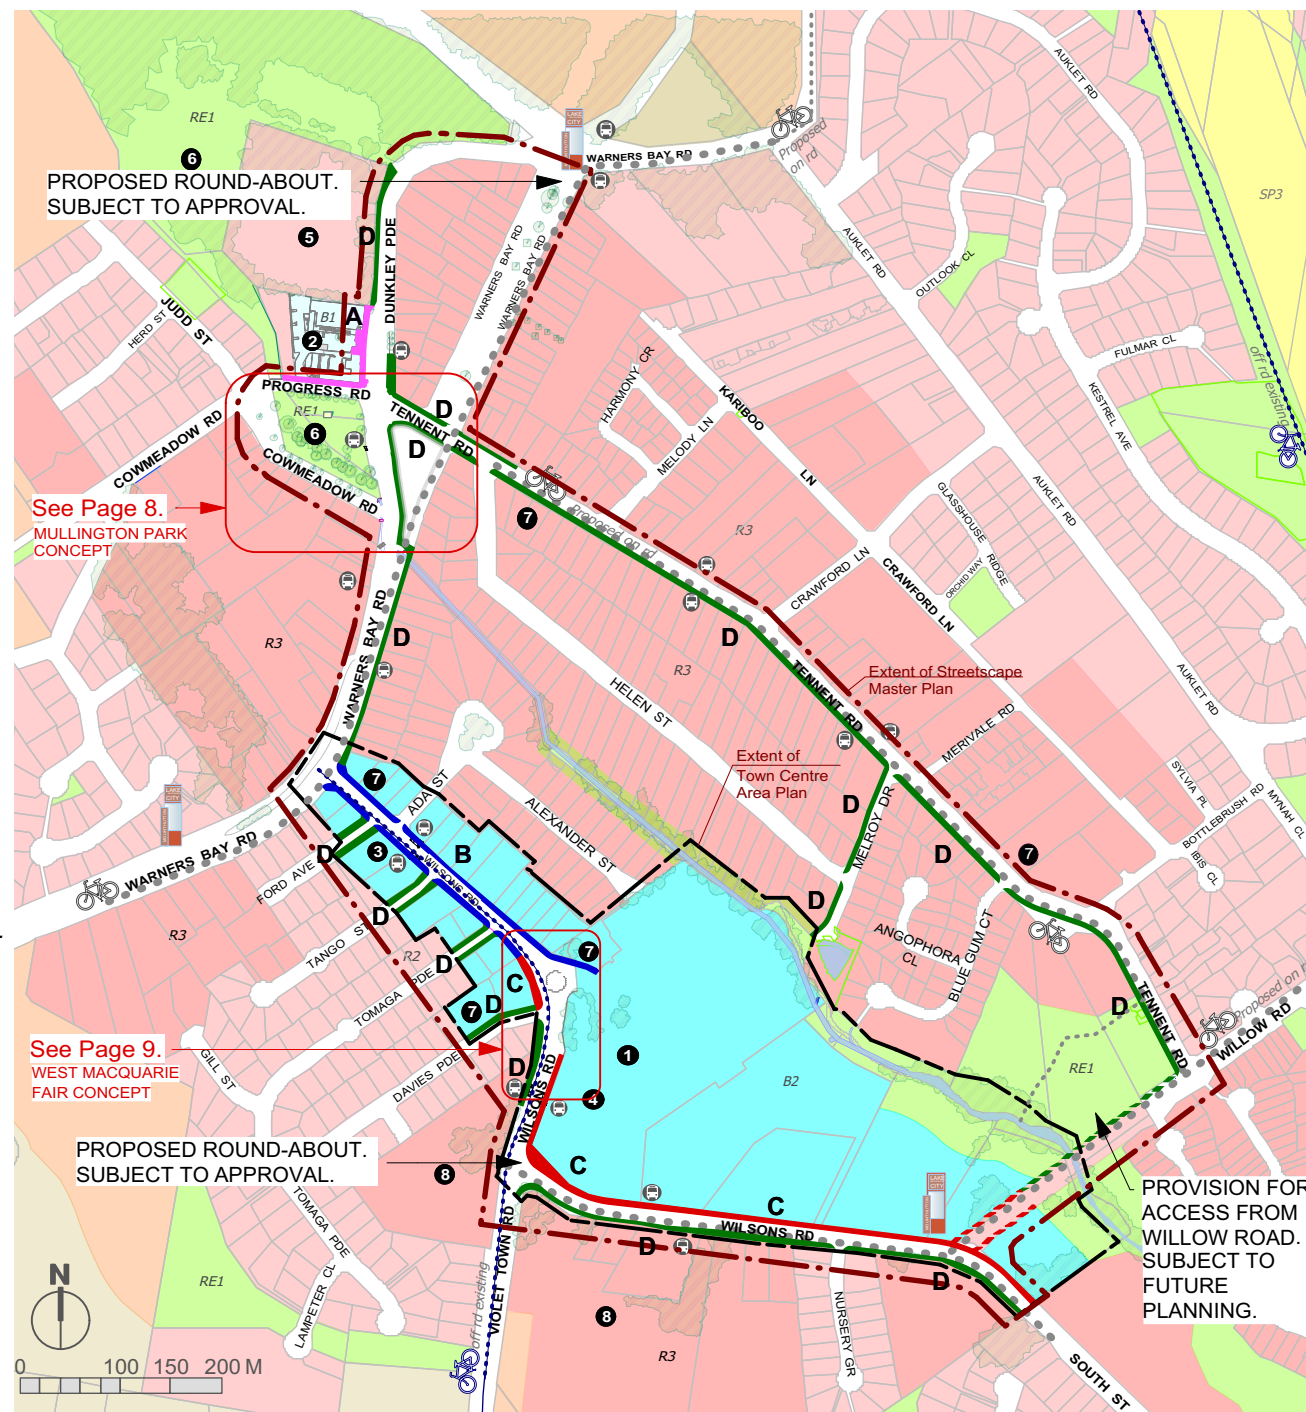 RE1
6
PROPOSED ROUND-ABOUT.
SUBJECT TO APPROVAL.
5
D
DUNKLEY PDE
LAKE
CITY
WARNERS BAY RD
Proposed
on rd
AUKLET RD
SP3
AUKLET RD
OUTLOOK CL
WARNERS BAY RD
WARNERS BAY RD
JUDD ST
HERD ST
B1
A
2
PROGRESS RD
RE1
6
COWMEADOW RD
COWMEADOW RD
D
TENNENT RD
D
HARMONY CR
MELODY LN
KARIBOO
LN
FULMAR CL
KESTREL AVE
off rd existing
See Page 8.
MULLINGTON PARK
CONCEPT
7
Proposed on rd
R3
GLASSHOUSE RIDGE
ORCHID WAY
AUKLET RD
CRAWFORD LN
CRAWFORD LN
R3
WARNERS BAY RD
D
R3
HELEN ST
D
TENNENT RD
Extent of Streetscape
Master Plan
AUKLET RD
MERIVALE RD
Extent of
Town Centre
Area Plan
SYLVIA PL
BOTTLEBRUSH RD
MYNAH CL
IBIS CL
LAKE
CITY
WARNERS BAY RD
7
ADA ST
ALEXANDER ST
B
WILSONS RD
3
D
FORD AVE
D
MELROY DR
D
7
D
ANGOPHORA
CL
BLUE GUM CT
R3
TANGO ST
D
R2
TOMAGA PDE
D
C
7
7
D
TENNENT RD
D
Proposed on rd
WILLOW RD
See Page 9.
WEST MACQUARIE
FAIR CONCEPT
GILL ST
DAVIES PDE
D
WILSONS RD
1
4
B2
RE1
PROPOSED ROUND-ABOUT.
SUBJECT TO APPROVAL.
8
C
C
WILSONS RD
D
D
LAKE
CITY
PROVISION FOR
ACCESS FROM
WILLOW ROAD.
SUBJECT TO
FUTURE
PLANNING.
TOMAGA PDE
LAMPETER CL
RE1
VIOLET TOWN RD
off rd existing
8
R3
NURSERY GR
SOUTH ST
N
0 100 150 200 M